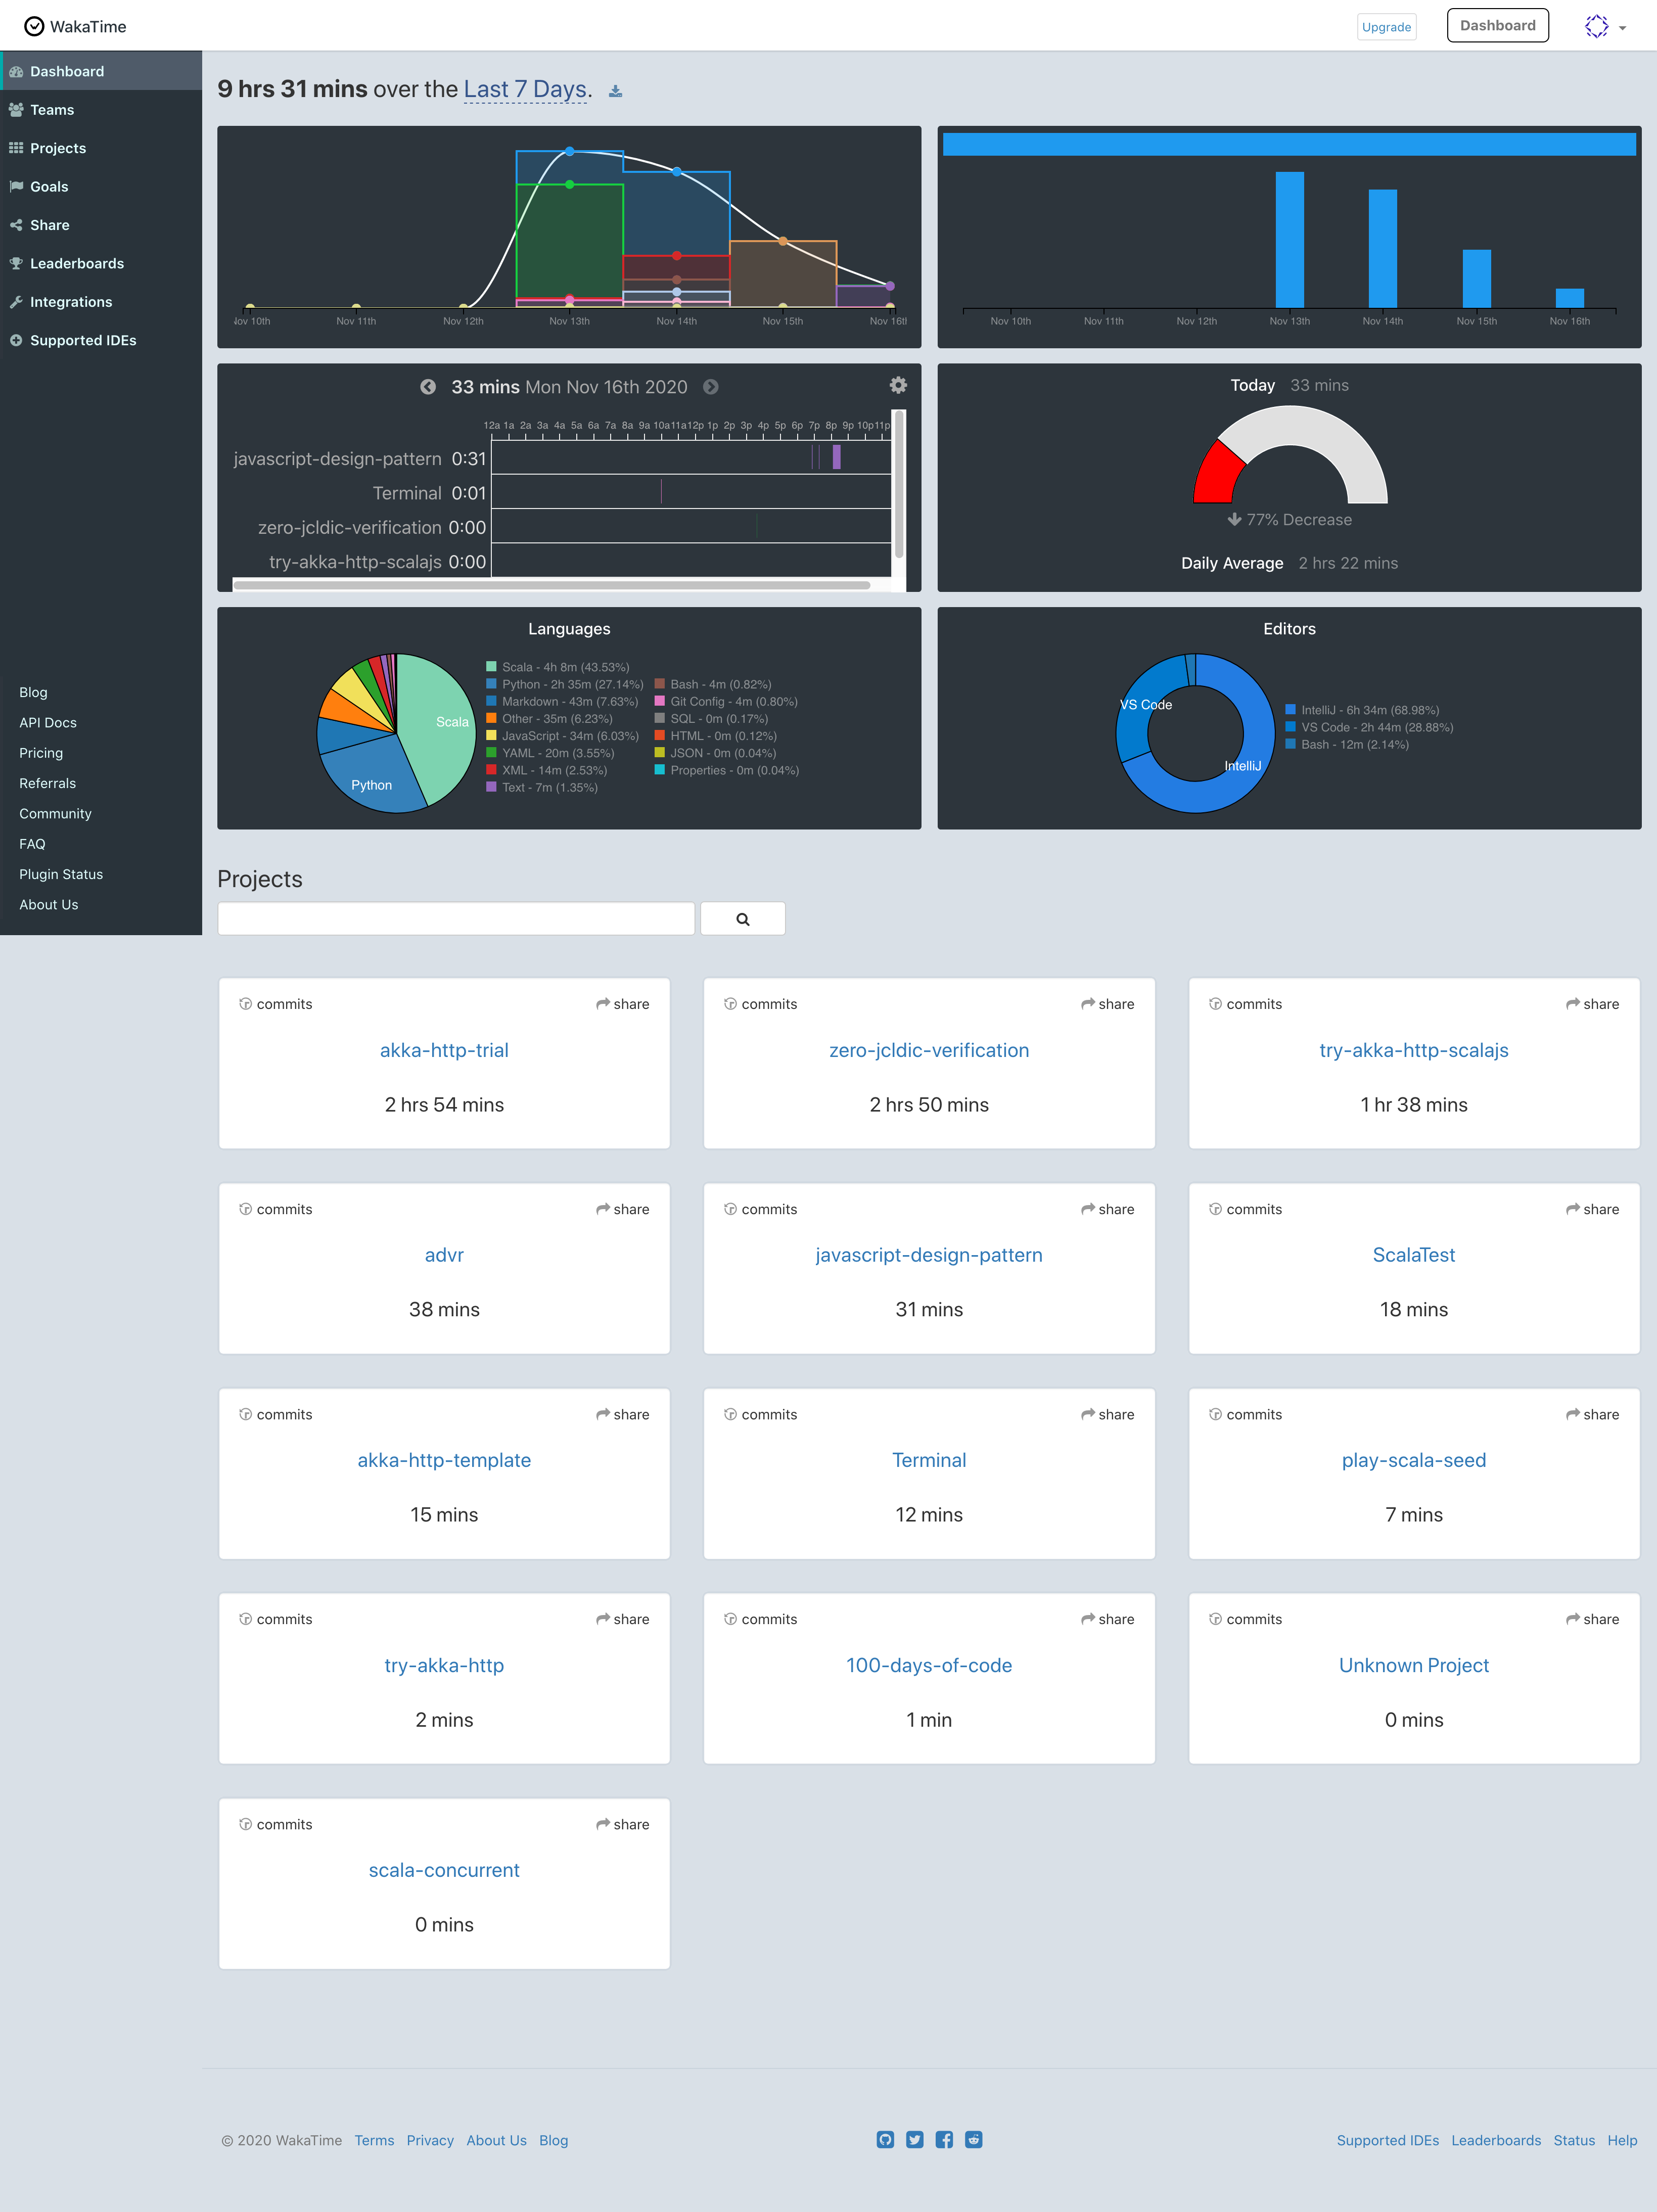 WakaTime
Upgrade
Dashboard
Dashboard
Teams
Projects
Goals
Share
Leaderboards
Integrations
Supported IDEs
Blog
API Docs
Pricing
Referrals
Community
FAQ
Plugin Status
About Us
9 hrs 31 mins over the Last 7 Days.
ov 10th Nov 11th Nov 12th Nov 13th Nov 14th Nov 15th Nov 16tl
Nov 10th Nov 11th Nov 12th Nov 13th Nov 14th Nov 15th Nov 16th
33 mins Mon Nov 16th 2020
12a 1a 2a 3a 4a 5a 6a 7a 8a 9a 10a 11a 12p 1p 2p 3p 4p 5p 6p 7p 8p 9p 10p 11p
javascript-design-pattern 0:31
Terminal 0:01
zero-jcldic-verification 0:00
try-akka-http-scalajs 0:00
Today 33 mins
77% Decrease
Daily Average 2 hrs 22 mins
Languages
Scala
Python
Scala - 4h 8m (43.53%)
Python - 2h 35m (27.14%)
Markdown - 43m (7.63%)
Other - 35m (6.23%)
JavaScript - 34m (6.03%)
YAML - 20m (3.55%)
XML - 14m (2.53%)
Text - 7m (1.35%)
Bash - 4m (0.82%)
Git Config - 4m (0.80%)
SQL - 0m (0.17%)
HTML - 0m (0.12%)
JSON - 0m (0.04%)
Properties - 0m (0.04%)
Editors
VS Code
IntelliJ
IntelliJ - 6h 34m (68.98%)
VS Code - 2h 44m (28.88%)
Bash - 12m (2.14%)
Projects
commits share
akka-http-trial
2 hrs 54 mins
commits share
zero-jcldic-verification
2 hrs 50 mins
commits share
try-akka-http-scalajs
1 hr 38 mins
commits share
advr
38 mins
commits share
javascript-design-pattern
31 mins
commits share
ScalaTest
18 mins
commits share
akka-http-template
15 mins
commits share
Terminal
12 mins
commits share
play-scala-seed
7 mins
commits share
try-akka-http
2 mins
commits share
100-days-of-code
1 min
commits share
Unknown Project
0 mins
commits share
scala-concurrent
0 mins
© 2020 WakaTime Terms Privacy About Us Blog
Supported IDEs Leaderboards Status Help